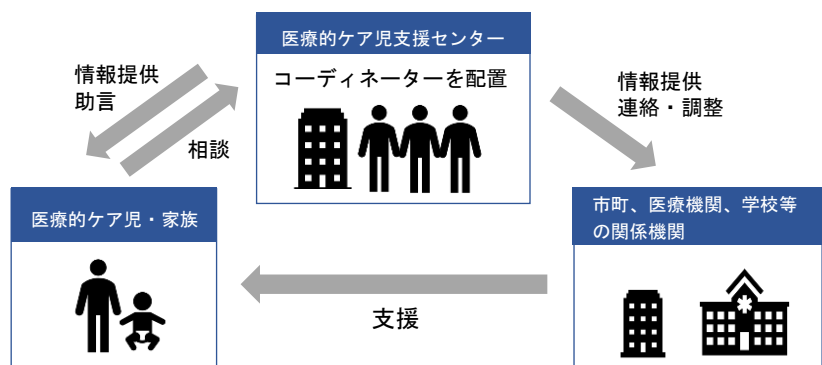 医療的ケア児支援センター
コーディネーターを配置
情報提供
助言
相談
情報提供
連絡・調整
医療的ケア児・家族
市町、医療機関、学校等
の関係機関
支援